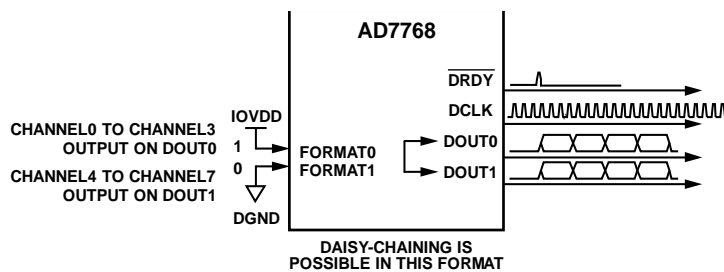 AD7768
DRDY
IOVDD
DCLK
CHANNEL0 TO CHANNEL3
OUTPUT ON DOUT0
1
FORMAT0
DOUT0
0
FORMAT1
CHANNEL4 TO CHANNEL7
OUTPUT ON DOUT1
DOUT1
DGND
DAISY-CHAINING IS
POSSIBLE IN THIS FORMAT